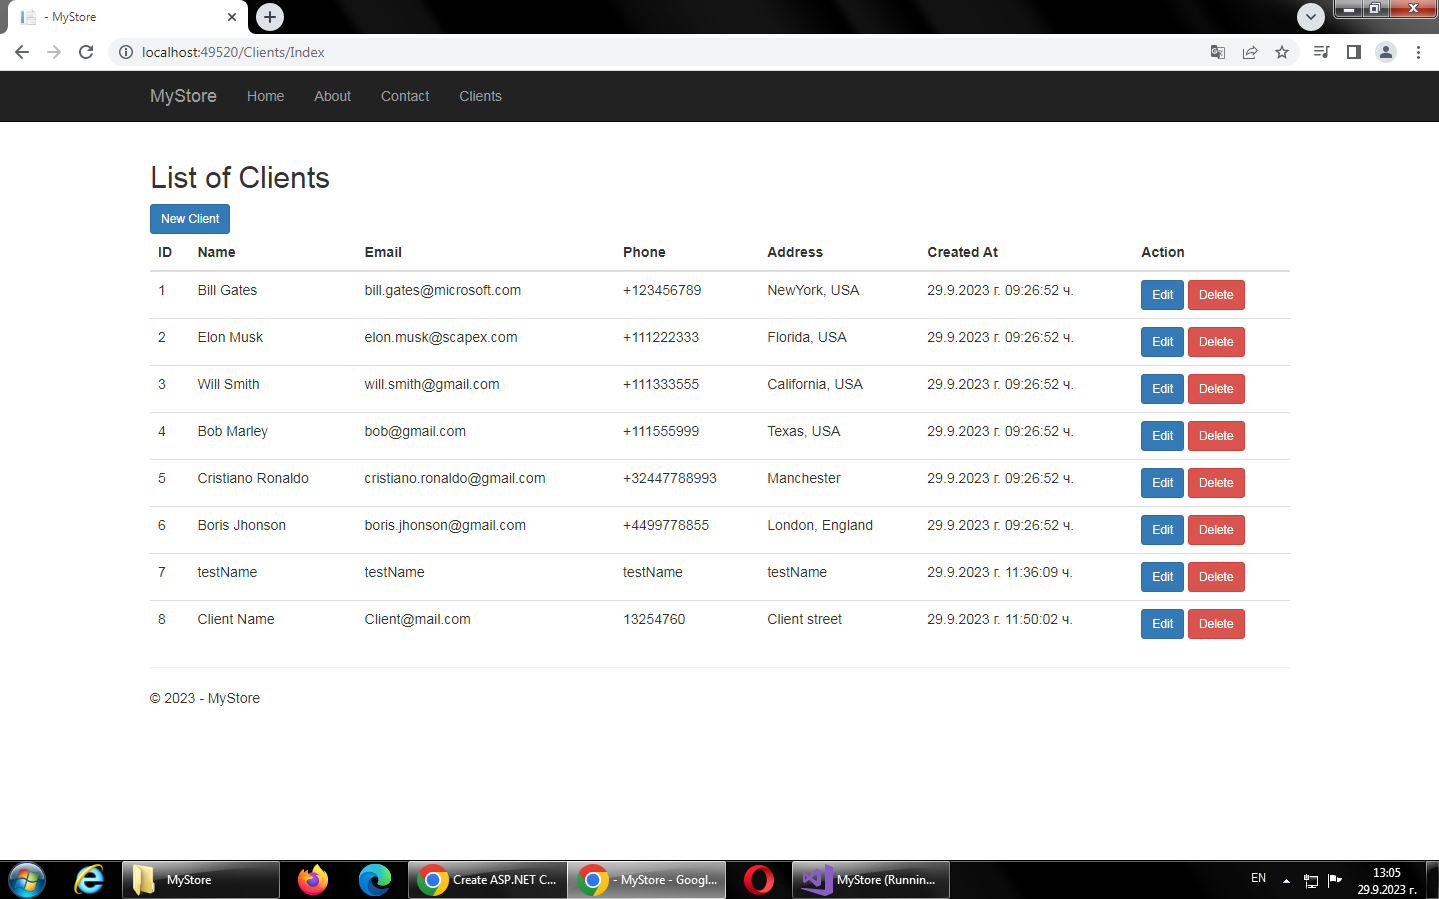 - MyStore
localhost:49520/Clients/Index
MyStore Home About Contact Clients
List of Clients
New Client
ID Name Email Phone Address Created At Action
1 Bill Gates bill.gates@microsoft.com +123456789 NewYork, USA 29.9.2023 г. 09:26:52 ч. Edit Delete
2 Elon Musk elon.musk@scapex.com +111222333 Florida, USA 29.9.2023 г. 09:26:52 ч. Edit Delete
3 Will Smith will.smith@gmail.com +111333555 California, USA 29.9.2023 г. 09:26:52 ч. Edit Delete
4 Bob Marley bob@gmail.com +111555999 Texas, USA 29.9.2023 г. 09:26:52 ч. Edit Delete
5 Cristiano Ronaldo cristiano.ronaldo@gmail.com +32447788993 Manchester 29.9.2023 г. 09:26:52 ч. Edit Delete
6 Boris Jhonson boris.jhonson@gmail.com +4499778855 London, England 29.9.2023 г. 09:26:52 ч. Edit Delete
7 testName testName testName testName 29.9.2023 г. 11:36:09 ч. Edit Delete
8 Client Name Client@mail.com 13254760 Client street 29.9.2023 г. 11:50:02 ч. Edit Delete
© 2023 - MyStore
MyStore Create ASP.NET C... - MyStore - Googl... MyStore (Runnin... EN 13:05
29.9.2023 г.